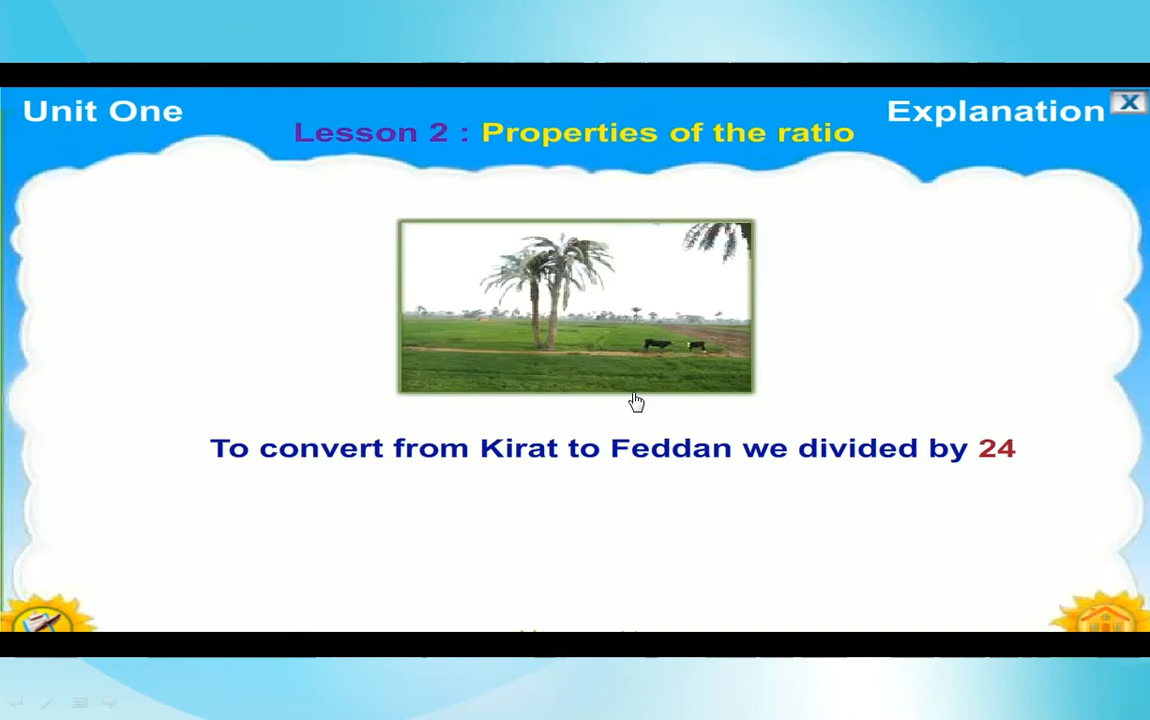 Unit One
Explanation
X
Lesson 2 : Properties of the ratio
To convert from Kirat to Feddan we divided by 24